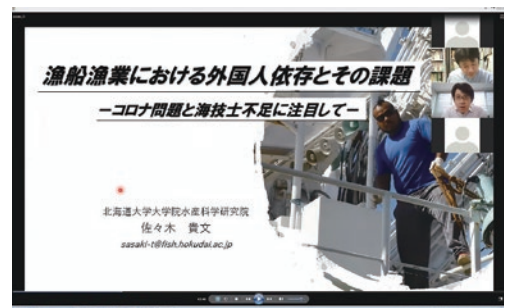 漁船漁業における外国人依存とその課題
－コロナ問題と海技士不足に注目して－
北海道大学大学院水産科学研究院
佐々木　貴文
sasaki-t@fish.hokudai.ac.jp